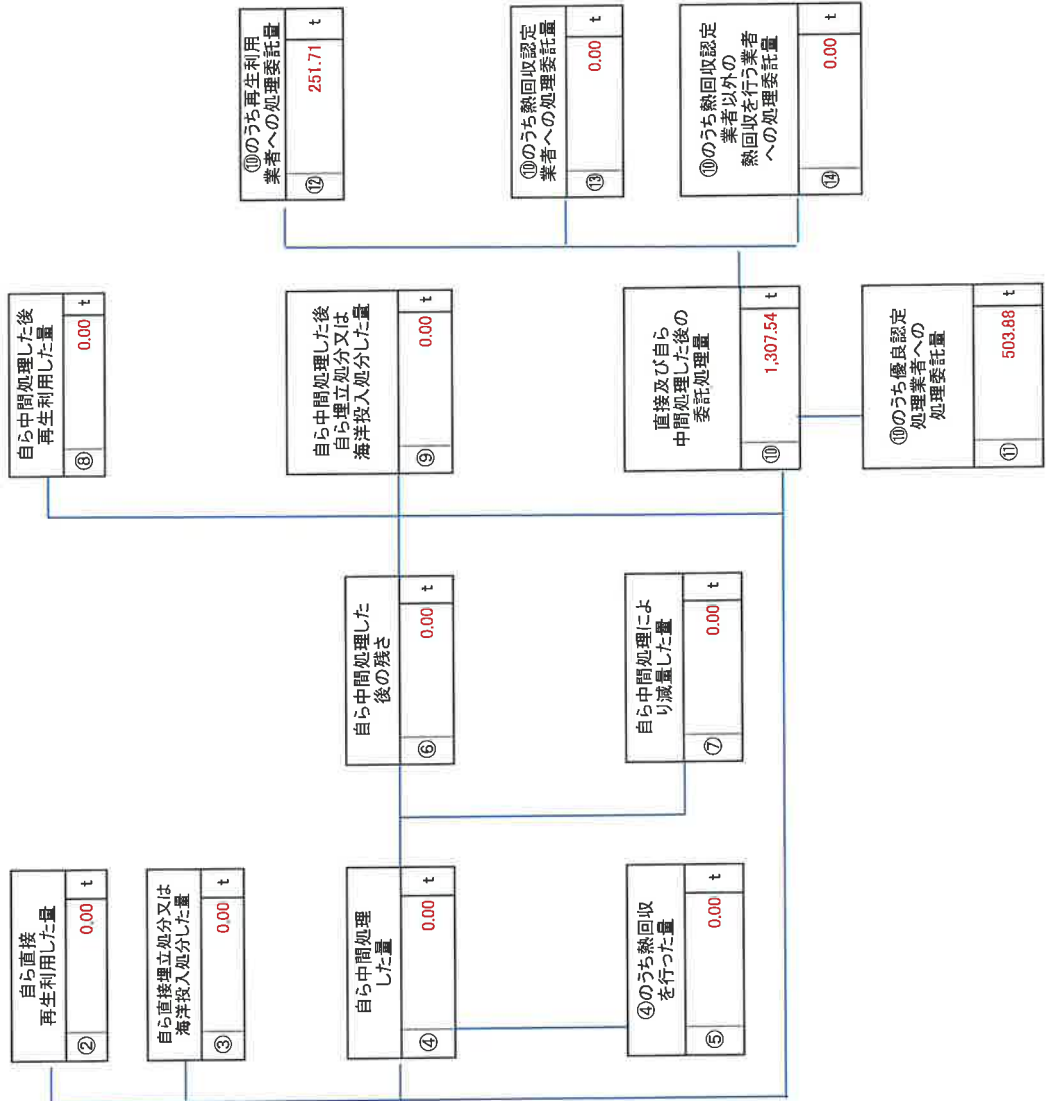 自ら直接
再生利用した量
② 0.00 t
自ら直接埋立処分又は
海洋投入処分した量
③ 0.00 t
自ら中間処理
した量
④ 0.00 t
④のうち熱回収
を行った量
⑤ 0.00 t
自ら中間処理した
後の残さ
⑥ 0.00 t
自ら中間処理によ
り減量した量
⑦ 0.00 t
自ら中間処理した後
再生利用した量
⑧ 0.00 t
自ら中間処理した後
自ら埋立処分又は
海洋投入処分した量
⑨ 0.00 t
直接及び自ら
中間処理した後の
委託処理量
⑩ 1,307.54 t
⑩のうち優良認定
処理業者への
処理委託量
⑪ 503.88 t
⑩のうち再生利用
業者への処理委託量
⑫ 251.71 t
⑩のうち熱回収認定
業者への処理委託量
⑬ 0.00 t
⑩のうち熱回収認定
業者以外の
熱回収を行う業者
への処理委託量
⑭ 0.00 t